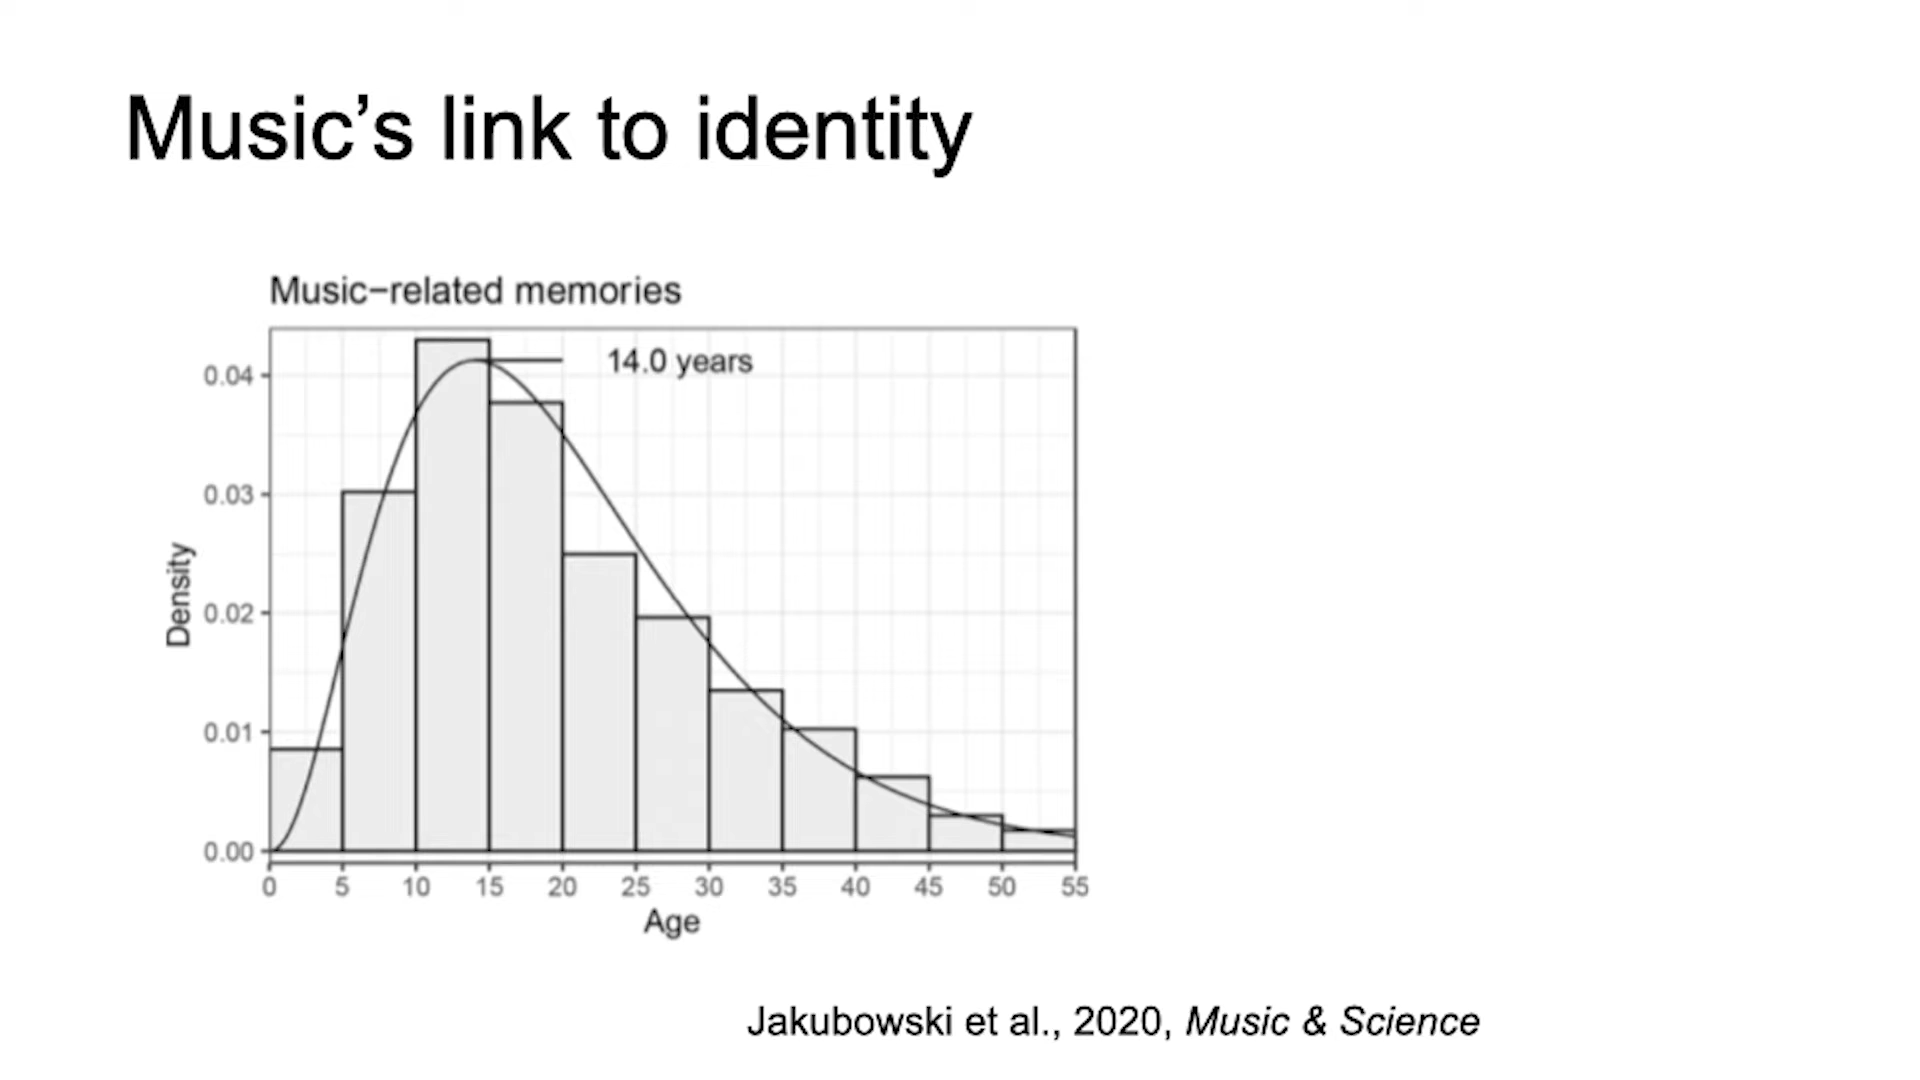 Music’s link to identity
Music−related memories
14.0 years
0.04
0.03
0.02
0.01
0.00
Density
0 5 10 15 20 25 30 35 40 45 50 55
Age
Jakubowski et al., 2020, Music & Science